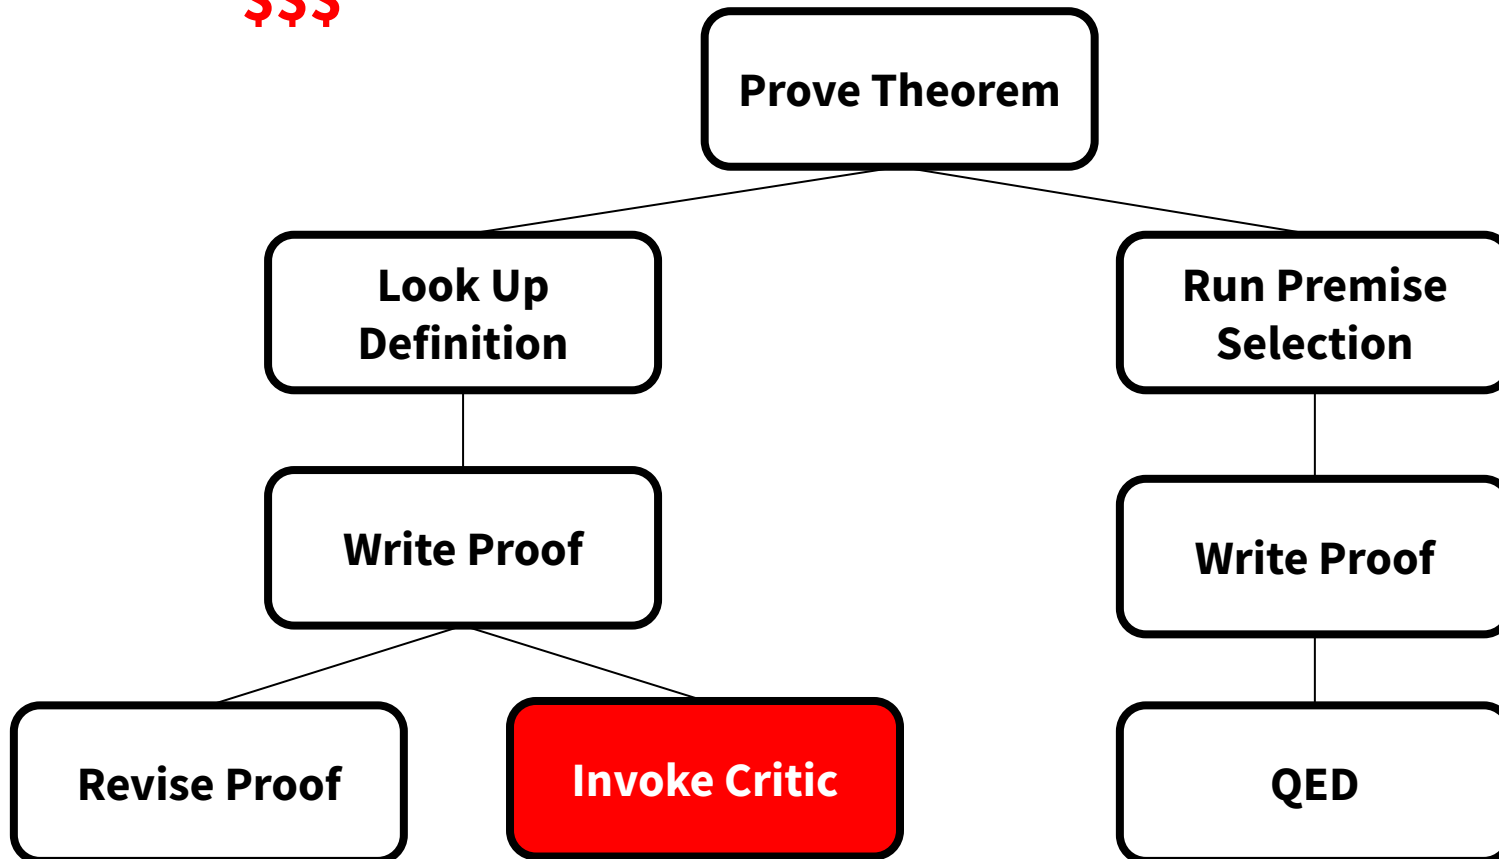 $$$
Prove Theorem
Look Up
Definition
Run Premise
Selection
Write Proof
Write Proof
Revise Proof
Invoke Critic
QED